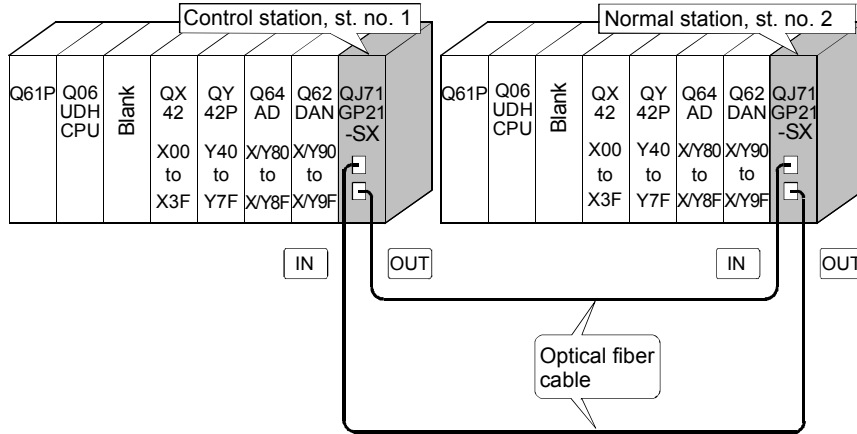 Control station, st. no. 1
Normal station, st. no. 2
Q61P
Q06
UDH
CPU
Blank
QX
42
X00
to
X3F
QY
42P
Y40
to
Y7F
Q64
AD
X/Y80
to
X/Y8F
Q62
DAN
X/Y90
to
X/Y9F
QJ71
GP21
-SX
Q61P
Q06
UDH
CPU
Blank
QX
42
X00
to
X3F
QY
42P
Y40
to
Y7F
Q64
AD
X/Y80
to
X/Y8F
Q62
DAN
X/Y90
to
X/Y9F
QJ71
GP21
-SX
IN
OUT
IN
OUT
Optical fiber
cable